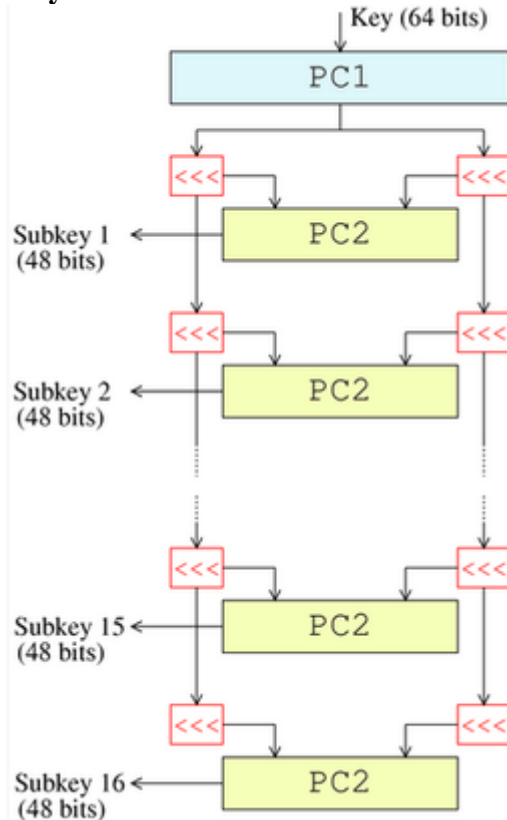 Key (64 bits)
PC1
<<< <<<
Subkey 1 PC2
(48 bits)
<<< <<<
Subkey 2 PC2
(48 bits)
<<< <<<
Subkey 15 PC2
(48 bits)
<<< <<<
Subkey 16 PC2
(48 bits)